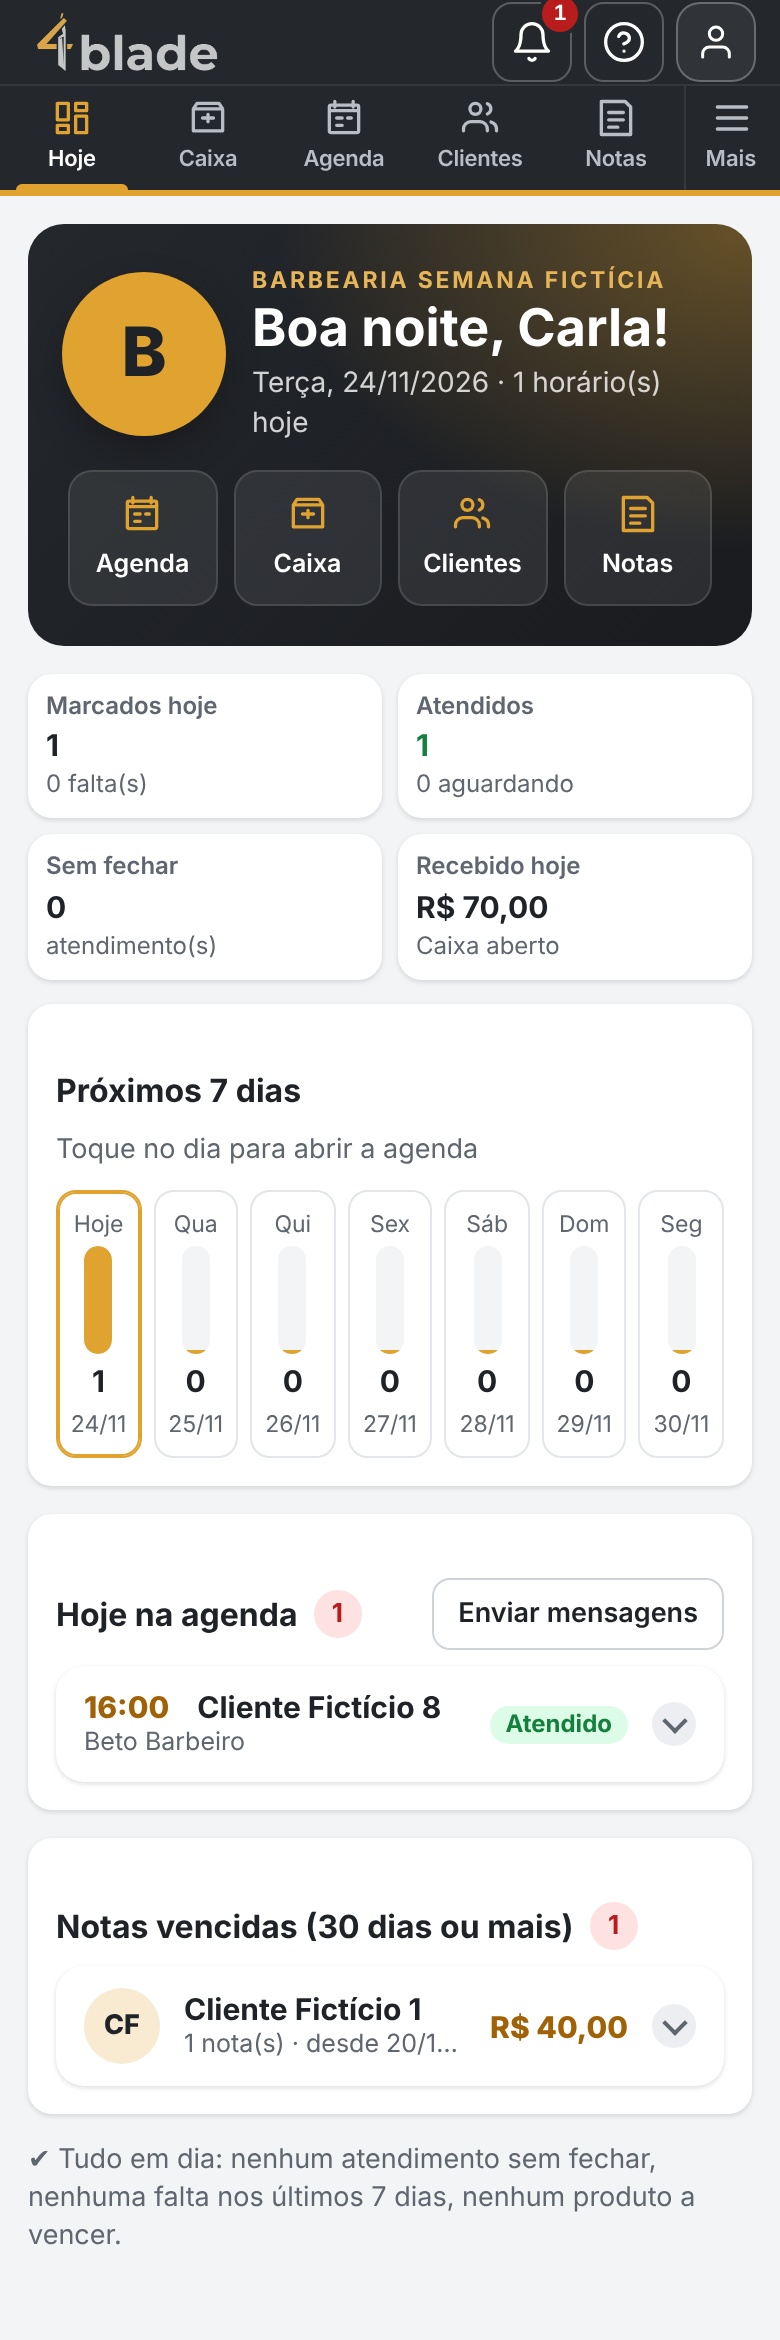 4blade
1
Hoje
Caixa
Agenda
Clientes
Notas
Mais
B
BARBEARIA SEMANA FICTÍCIA
Boa noite, Carla!
Terça, 24/11/2026 · 1 horário(s)
hoje
Agenda
Caixa
Clientes
Notas
Marcados hoje
1
0 falta(s)
Atendidos
1
0 aguardando
Sem fechar
0
atendimento(s)
Recebido hoje
R$ 70,00
Caixa aberto
Próximos 7 dias
Toque no dia para abrir a agenda
Hoje Qua Qui Sex Sáb Dom Seg
1 0 0 0 0 0 0
24/11 25/11 26/11 27/11 28/11 29/11 30/11
Hoje na agenda 1 Enviar mensagens
16:00 Cliente Fictício 8
Beto Barbeiro
Atendido
Notas vencidas (30 dias ou mais) 1
CF
Cliente Fictício 1
1 nota(s) · desde 20/1...
R$ 40,00
✔ Tudo em dia: nenhum atendimento sem fechar,
nenhuma falta nos últimos 7 dias, nenhum produto a
vencer.